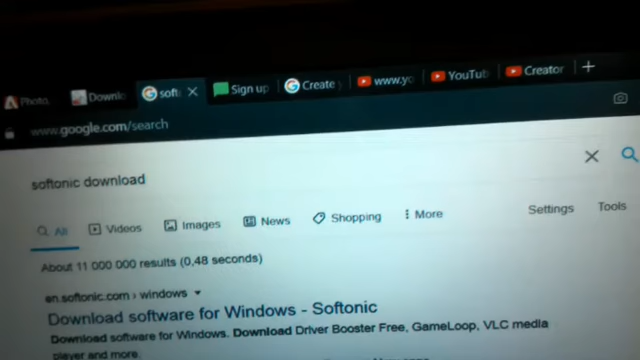 Photo. Downlo soft Sign up Create y www.yo YouTub Creator
www.google.com/search
softonic download
All Videos Images News Shopping More Settings Tools
About 11 000 000 results (0,48 seconds)
en.softonic.com › windows
Download software for Windows - Softonic
Download software for Windows. Download Driver Booster Free, GameLoop, VLC media
player and more.